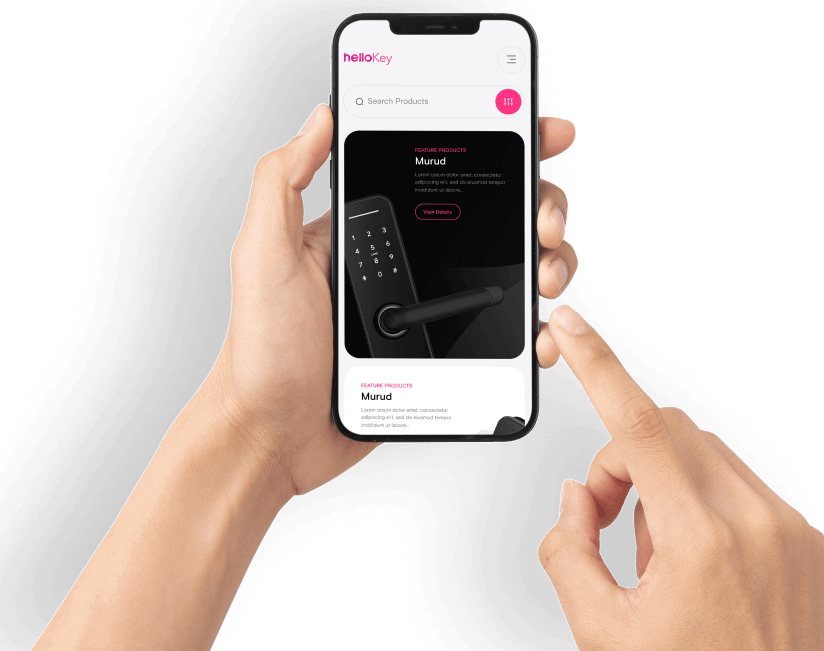 helloKey
Search Products
FEATURE PRODUCTS
Murud
Lorem ipsum dolor amet, consectetur
adipiscing elit, sed do eiusmod tempor
incididunt ut labore...
View Details
1 2 3
4 5 6
7 8 9
* 0 #
FEATURE PRODUCTS
Murud
Lorem ipsum dolor amet, consectetur
adipiscing elit, sed do eiusmod tempor
incididunt ut labore...